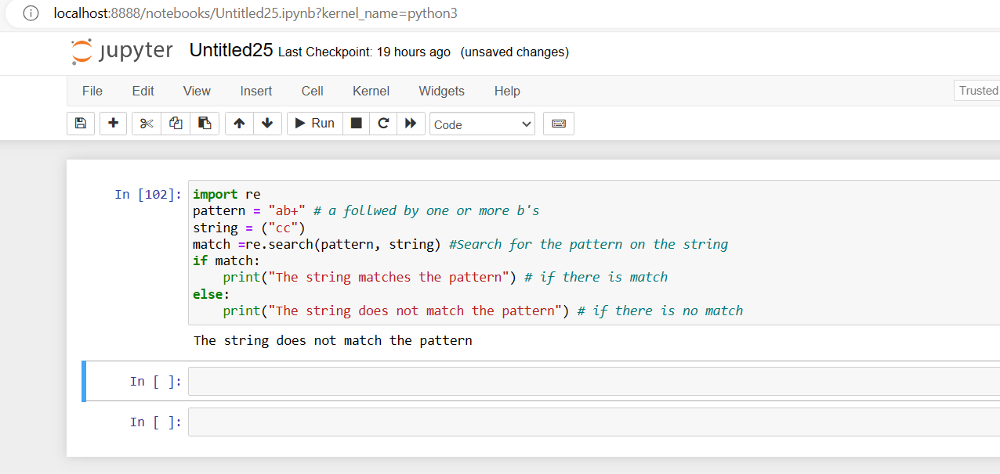 localhost:8888/notebooks/Untitled25.ipynb?kernel_name=python3
jupyter Untitled25 Last Checkpoint: 19 hours ago (unsaved changes)
File Edit View Insert Cell Kernel Widgets Help Trusted
Run Code
In [102]: import re
pattern = "ab+" # a follwed by one or more b's
string = ("cc")
match =re.search(pattern, string) #Search for the pattern on the string
if match:
    print("The string matches the pattern") # if there is match
else:
    print("The string does not match the pattern") # if there is no match
The string does not match the pattern
In [ ]:
In [ ]: